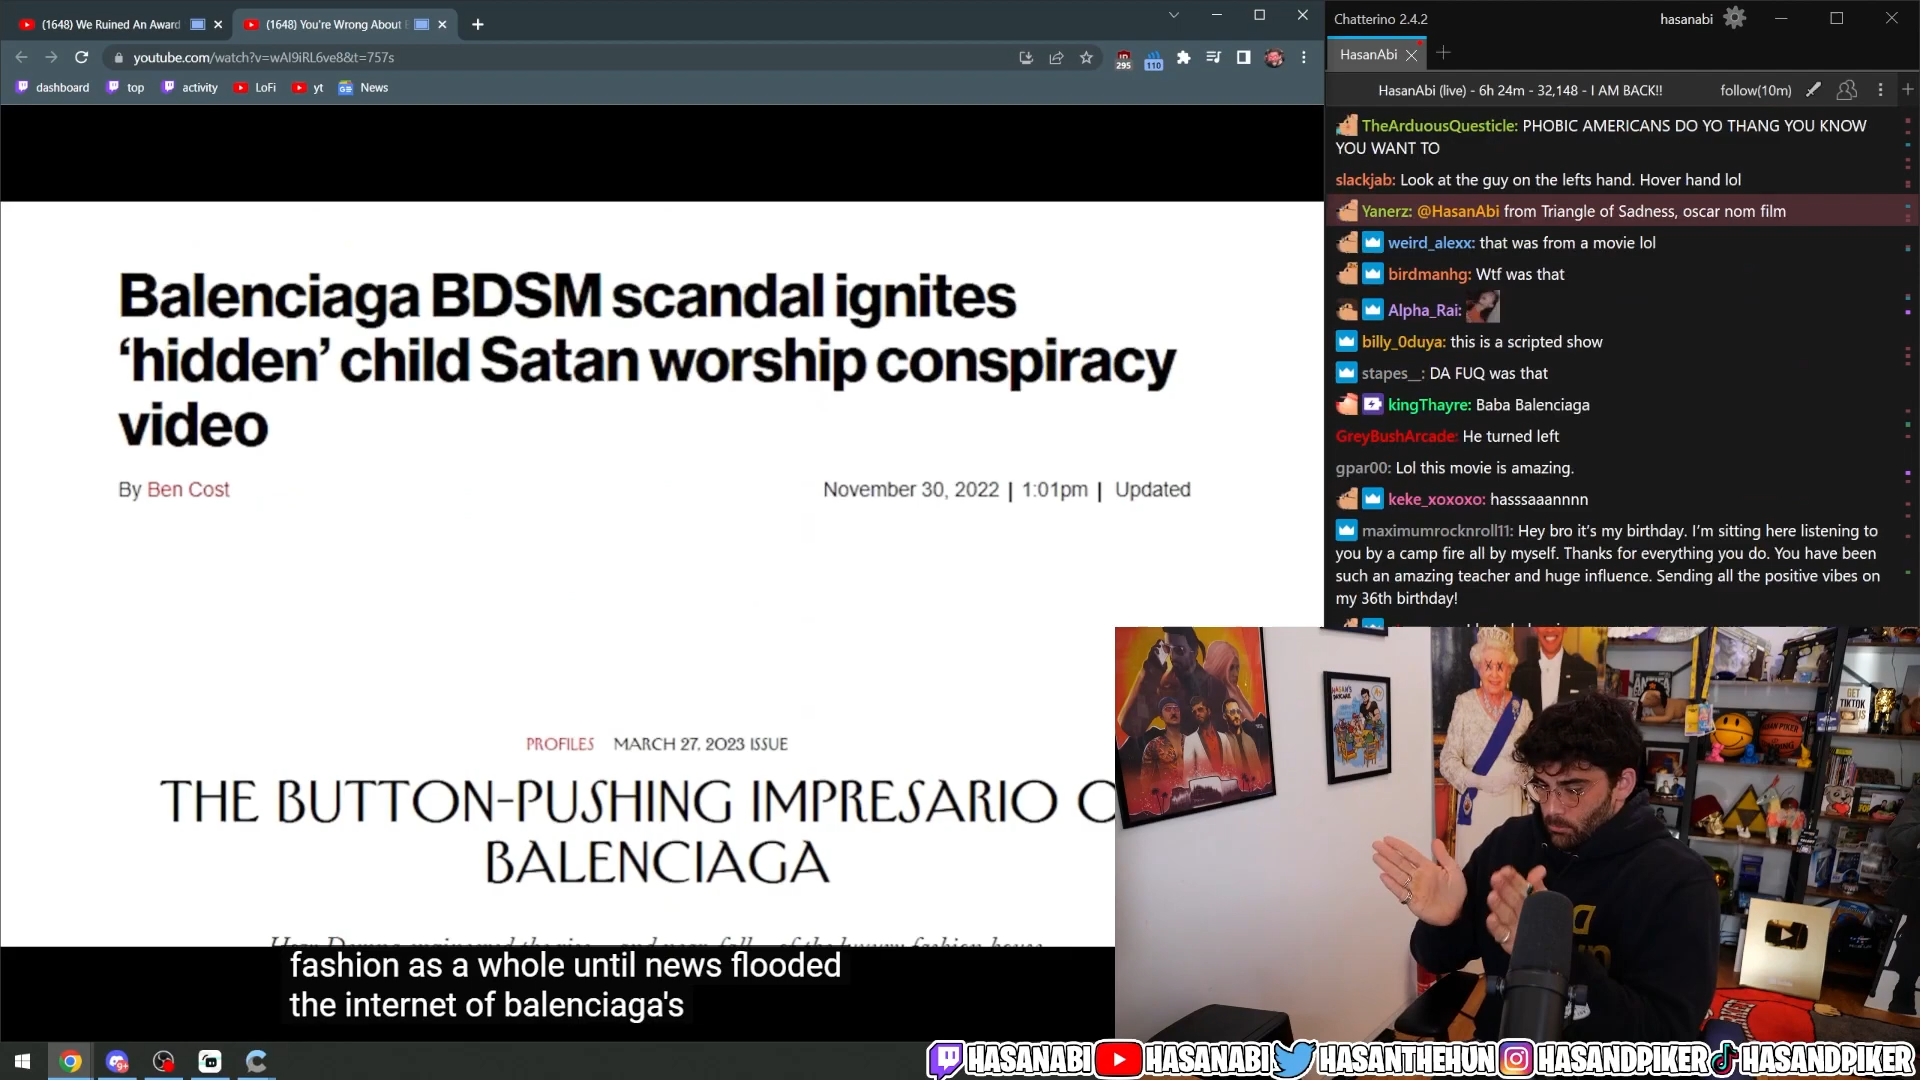 (1648) We Ruined An Award
(1648) You're Wrong About
youtube.com/watch?v=wAI9iRL6ve8&t=757s
295
110
dashboard
top
activity
LoFi
yt
News
Balenciaga BDSM scandal ignites
‘hidden’ child Satan worship conspiracy
video
By Ben Cost
November 30, 2022 | 1:01pm | Updated
PROFILES MARCH 27, 2023 ISSUE
THE BUTTON-PUSHING IMPRESARIO O
BALENCIAGA
fashion as a whole until news flooded
the internet of balenciaga's
Chatterino 2.4.2
hasanabi
HasanAbi
HasanAbi (live) - 6h 24m - 32,148 - I AM BACK!!
follow(10m)
TheArduousQuesticle: PHOBIC AMERICANS DO YO THANG YOU KNOW
YOU WANT TO
slackjab: Look at the guy on the lefts hand. Hover hand lol
Yanerz: @HasanAbi from Triangle of Sadness, oscar nom film
weird_alexx: that was from a movie lol
birdmanhg: Wtf was that
Alpha_Rai:
billy_0duya: this is a scripted show
stapes__: DA FUQ was that
kingThayre: Baba Balenciaga
GreyBushArcade: He turned left
gpar00: Lol this movie is amazing.
keke_xoxoxo: hasssaaannnn
maximumrocknroll11: Hey bro it’s my birthday. I’m sitting here listening to
you by a camp fire all by myself. Thanks for everything you do. You have been
such an amazing teacher and huge influence. Sending all the positive vibes on
my 36th birthday!
GET
TIKTOK
HASANABI
HASANABI
HASANTHEHUN
HASANDPIKER
HASANDPIKER